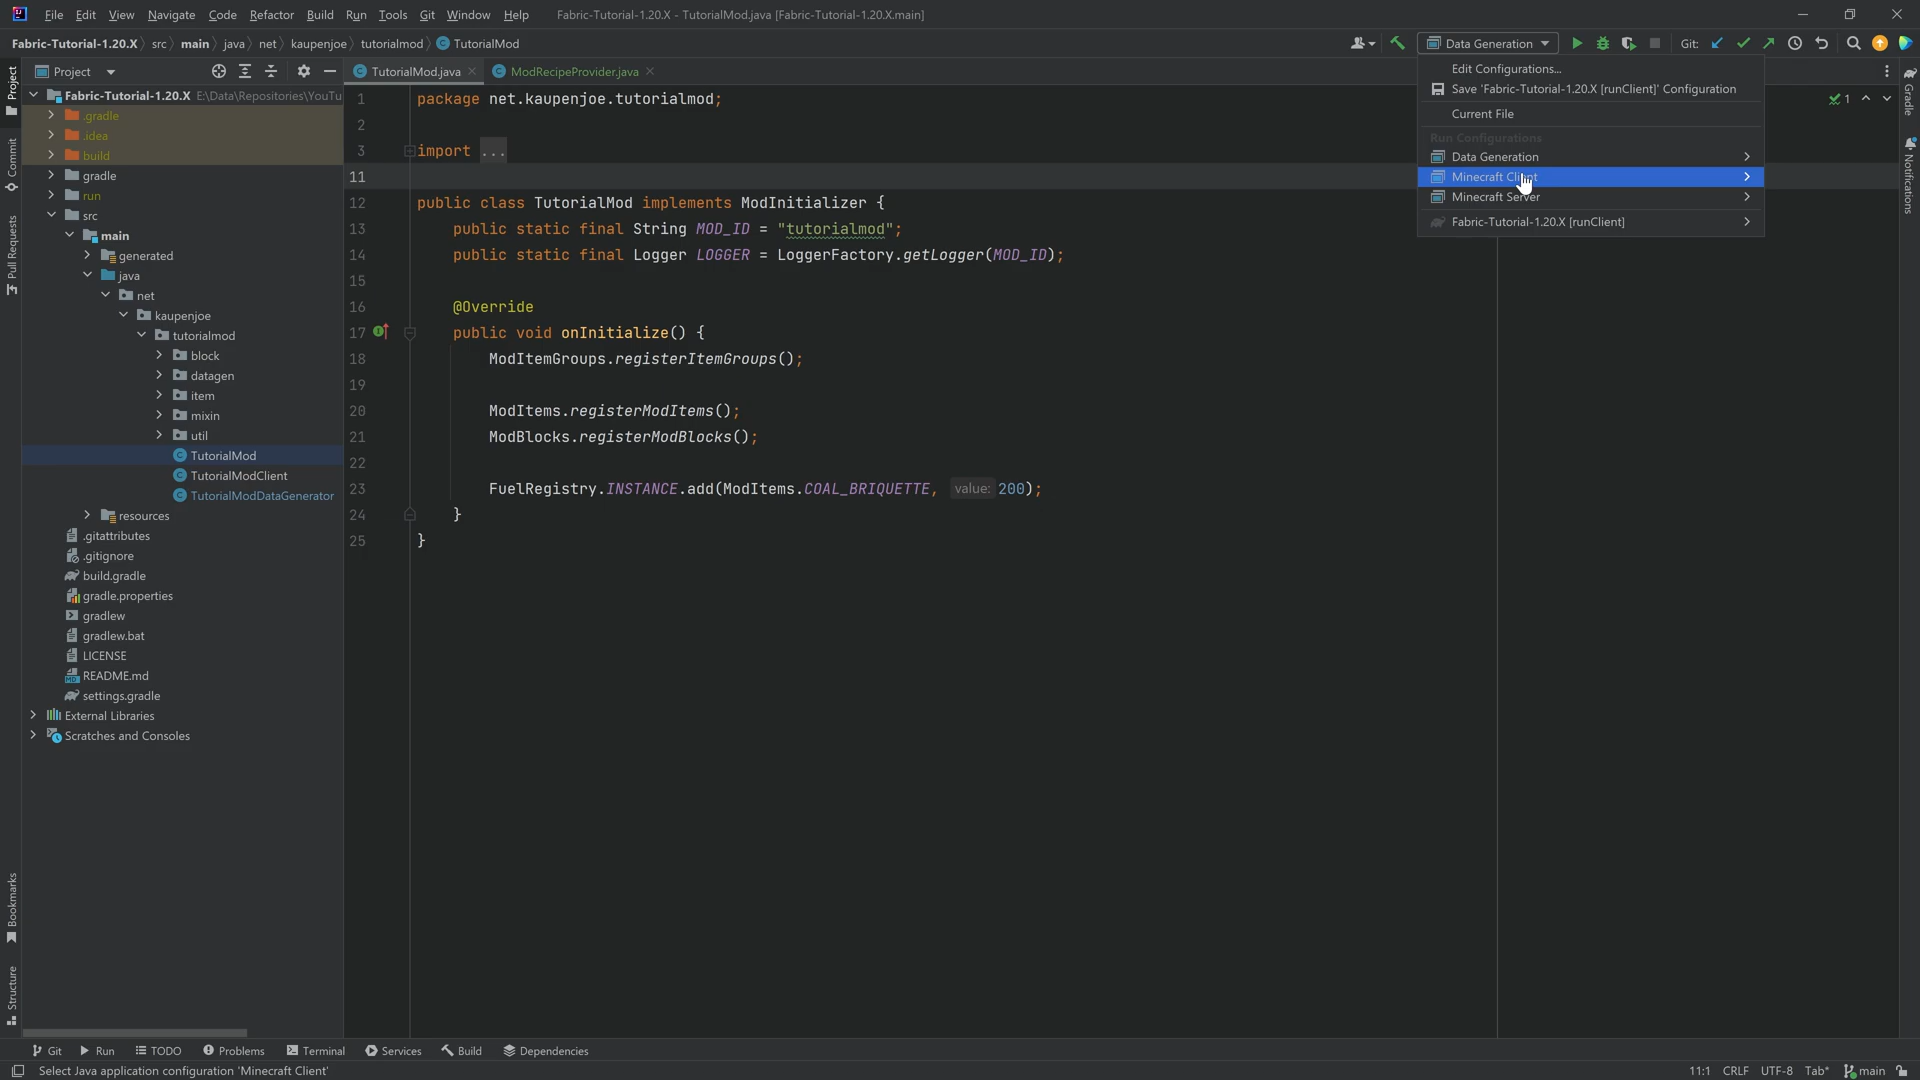 File Edit View Navigate Code Refactor Build Run Tools Git Window Help Fabric-Tutorial-1.20.X - TutorialMod.java [Fabric-Tutorial-1.20.X.main]
Fabric-Tutorial-1.20.X src main java net kaupenjoe tutorialmod TutorialMod
Data Generation
Git:
Edit Configurations...
Save 'Fabric-Tutorial-1.20.X [runClient]' Configuration
Current File
Run Configurations
Data Generation
Minecraft Client
Minecraft Server
Fabric-Tutorial-1.20.X [runClient]
Project
Commit
Pull Requests
Bookmarks
Structure
Project
Fabric-Tutorial-1.20.X E:\Data\Repositories\YouTu
.gradle
.idea
build
gradle
run
src
main
generated
java
net
kaupenjoe
tutorialmod
block
datagen
item
mixin
util
TutorialMod
TutorialModClient
TutorialModDataGenerator
resources
.gitattributes
.gitignore
build.gradle
gradle.properties
gradlew
gradlew.bat
LICENSE
README.md
settings.gradle
External Libraries
Scratches and Consoles
TutorialMod.java ModRecipeProvider.java
1 package net.kaupenjoe.tutorialmod;
2
3 import ...
11
12 public class TutorialMod implements ModInitializer {
13 public static final String MOD_ID = "tutorialmod";
14 public static final Logger LOGGER = LoggerFactory.getLogger(MOD_ID);
15
16 @Override
17 public void onInitialize() {
18 ModItemGroups.registerItemGroups();
19
20 ModItems.registerModItems();
21 ModBlocks.registerModBlocks();
22
23 FuelRegistry.INSTANCE.add(ModItems.COAL_BRIQUETTE, value: 200);
24 }
25 }
1
Gradle
Notifications
Git Run TODO Problems Terminal Services Build Dependencies
Select Java application configuration 'Minecraft Client'
11:1 CRLF UTF-8 Tab* main